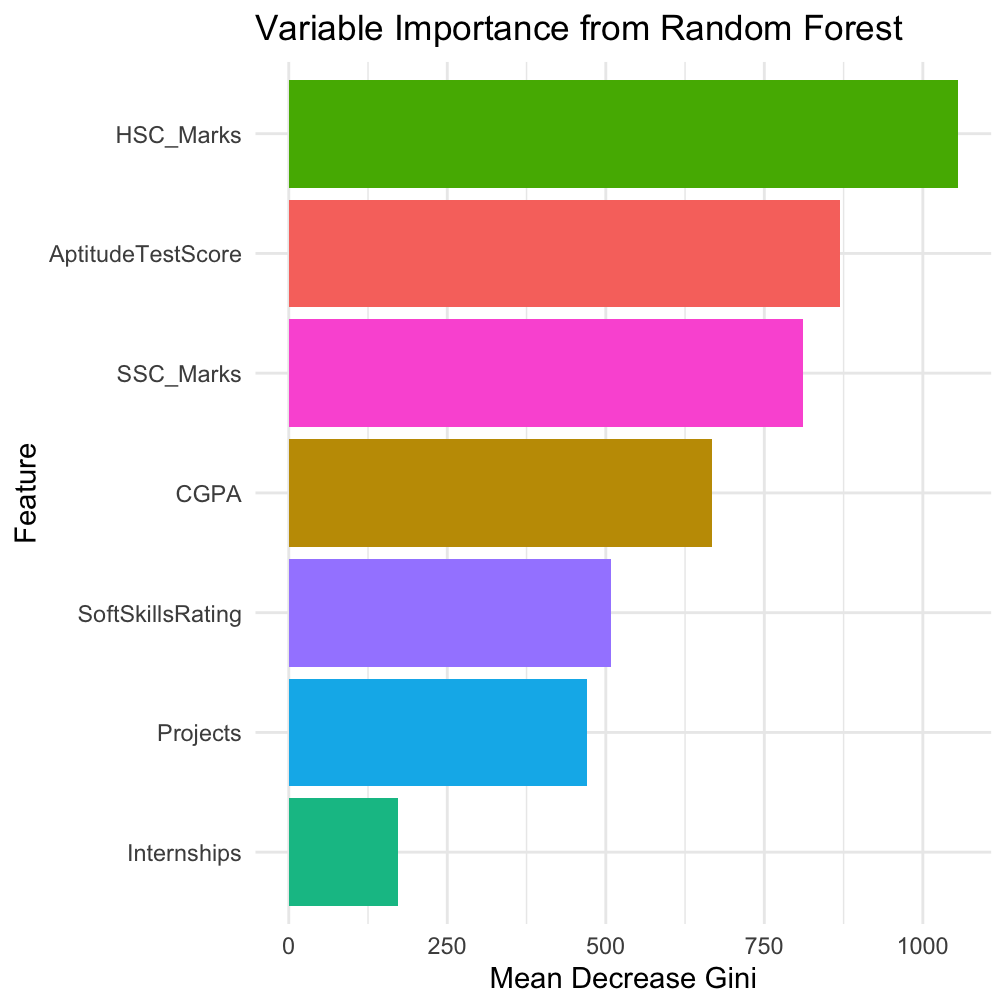 Variable Importance from Random Forest
HSC_Marks
AptitudeTestScore
SSC_Marks
CGPA
SoftSkillsRating
Projects
Internships
Feature
0 250 500 750 1000
Mean Decrease Gini